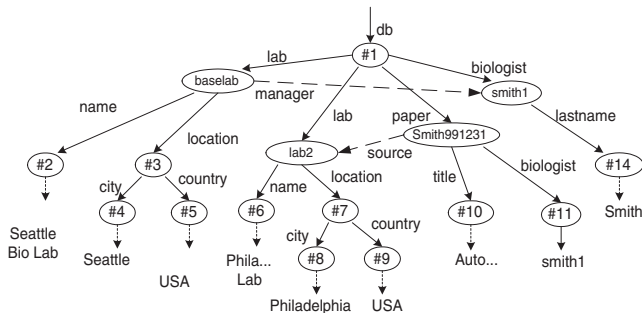 db
#1
lab
biologist
baselab
manager
smith1
name
lab
paper
lastname
location
source
Smith991231
#2
#3
lab2
biologist
#14
city
country
name
location
title
#4
#5
#6
#7
#10
#11
Smith
Seattle
Bio Lab
Seattle
USA
Phila...
Lab
city
country
#8
#9
Auto...
smith1
Philadelphia
USA